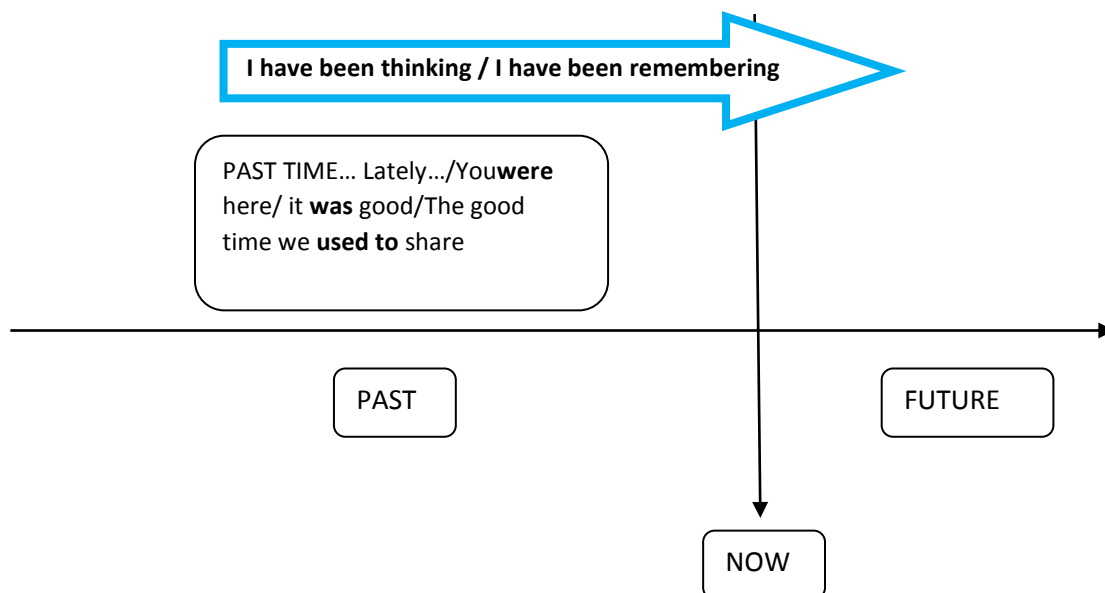 I have been thinking / I have been remembering
PAST TIME… Lately…/Youwere
here/ it was good/The good
time we used to share
PAST
FUTURE
NOW